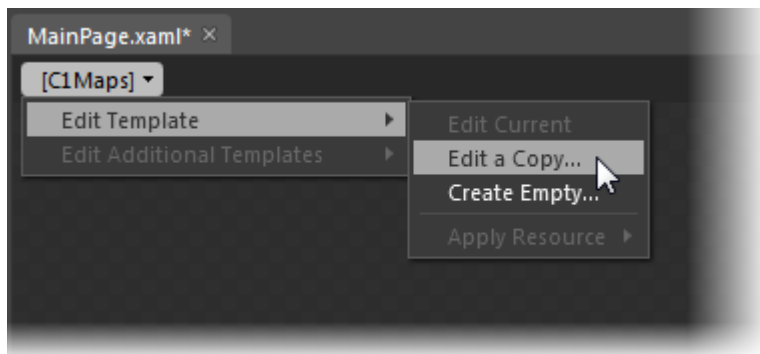 MainPage.xaml* ×
[C1Maps]
Edit Template
Edit Additional Templates
Edit Current
Edit a Copy...
Create Empty...
Apply Resource